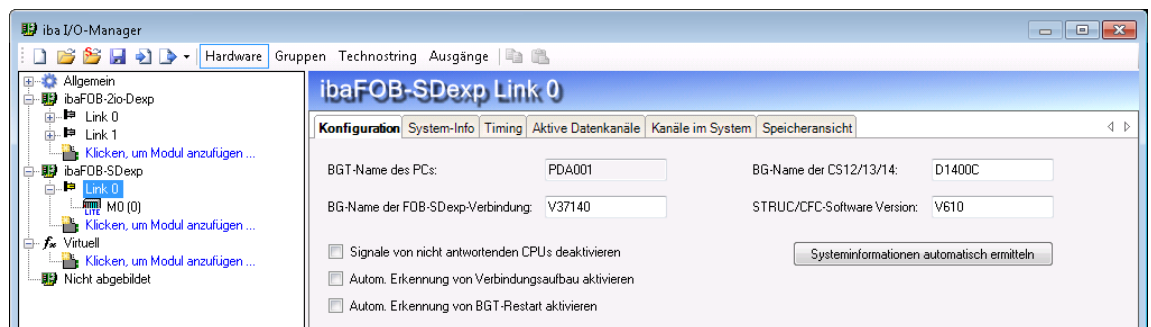 iba I/O-Manager
Hardware Gruppen Technostring Ausgänge
Allgemein
ibaFOB-2io-Dexp
Link 0
Link 1
Klicken, um Modul anzufügen ...
ibaFOB-SDexp
Link 0
LITE M0 (0)
Klicken, um Modul anzufügen ...
fx Virtuell
Klicken, um Modul anzufügen ...
Nicht abgebildet
ibaFOB-SDexp Link 0
Konfiguration System-Info Timing Aktive Datenkanäle Kanäle im System Speicheransicht
BGT-Name des PCs: PDA001 BG-Name der CS12/13/14: D1400C
BG-Name der FOB-SDexp-Verbindung: V37140 STRUC/CFC-Software Version: V610
Signale von nicht antwortenden CPUs deaktivieren Systeminformationen automatisch ermitteln
Autom. Erkennung von Verbindungsaufbau aktivieren
Autom. Erkennung von BGT-Restart aktivieren